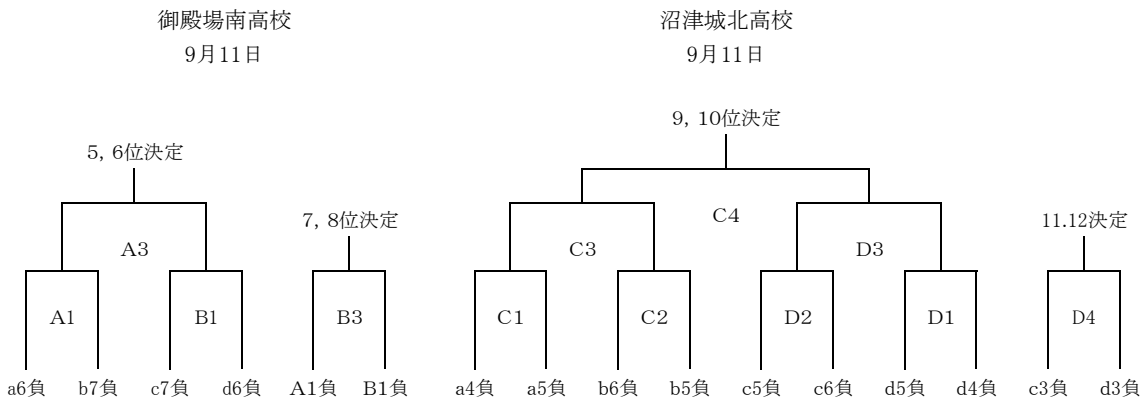 御殿場南高校
9月11日
沼津城北高校
9月11日
9, 10位決定
5, 6位決定
7, 8位決定
C4
11.12決定
A3
C3
D3
A1
B1
B3
C1
C2
D2
D1
D4
a6負 b7負 c7負 d6負 A1負 B1負 a4負 a5負 b6負 b5負 c5負 c6負 d5負 d4負 c3負 d3負